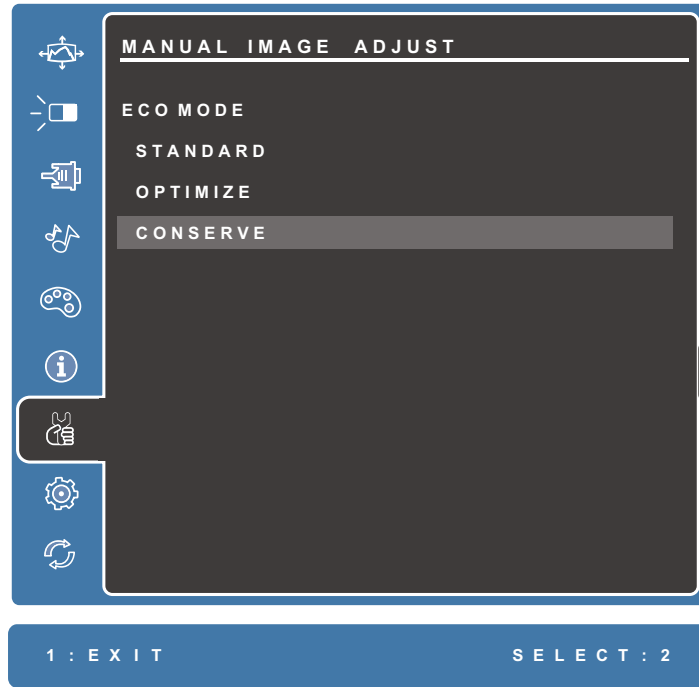 MANUAL IMAGE ADJUST
ECO MODE
STANDARD
OPTIMIZE
CONSERVE
1 : EXIT SELECT : 2